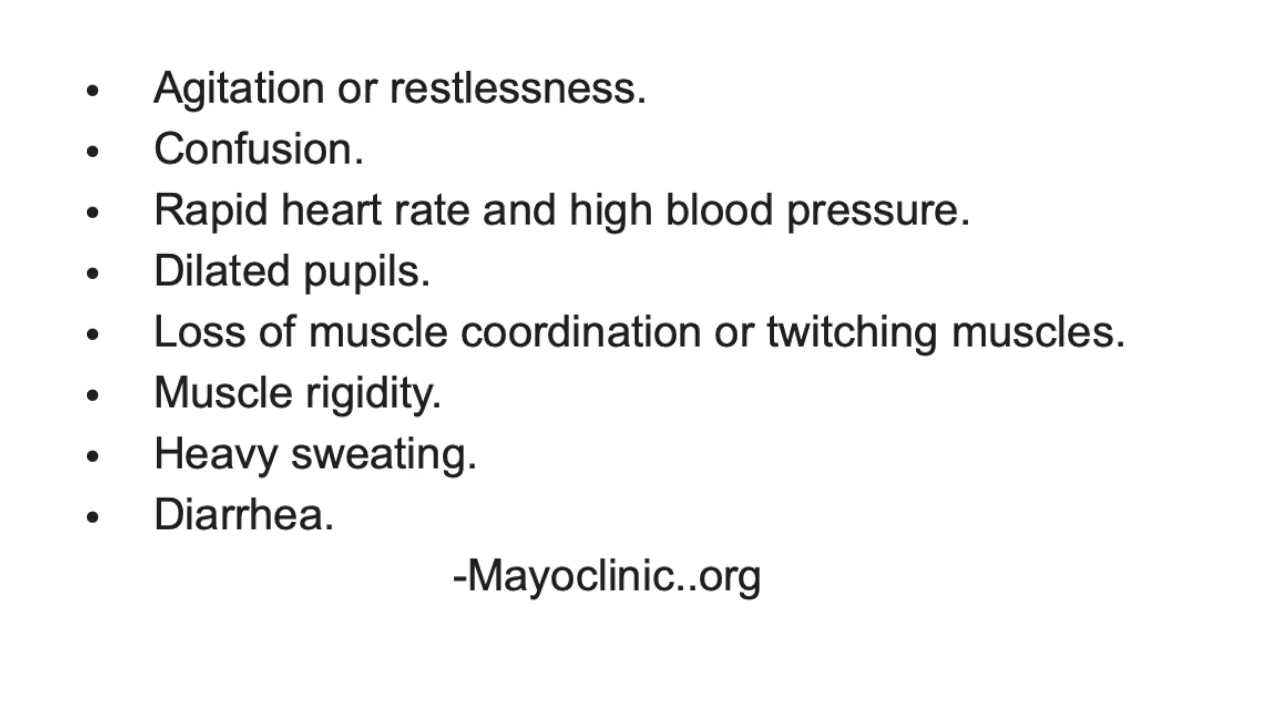 • Agitation or restlessness.
• Confusion.
• Rapid heart rate and high blood pressure.
• Dilated pupils.
• Loss of muscle coordination or twitching muscles.
• Muscle rigidity.
• Heavy sweating.
• Diarrhea.
-Mayoclinic..org